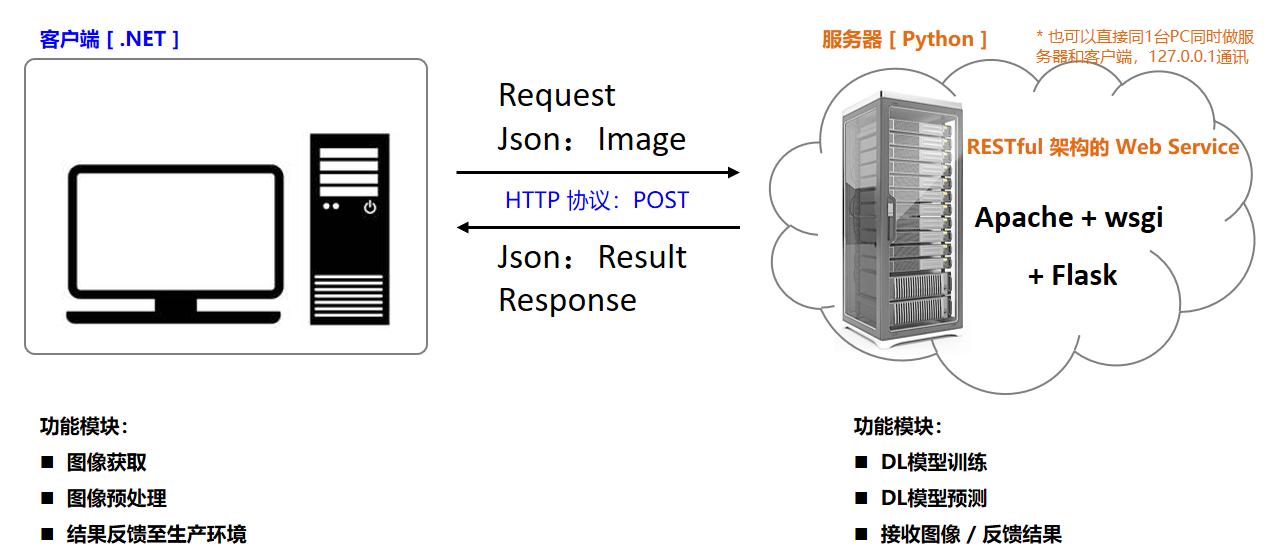 客户端 [ .NET ]
服务器 [ Python ]
* 也可以直接同1台PC同时做服
务器和客户端，127.0.0.1通讯
Request
Json：Image
HTTP 协议：POST
Json：Result
Response
RESTful 架构的 Web Service
Apache + wsgi
+ Flask
功能模块：
■ 图像获取
■ 图像预处理
■ 结果反馈至生产环境
功能模块：
■ DL模型训练
■ DL模型预测
■ 接收图像 / 反馈结果